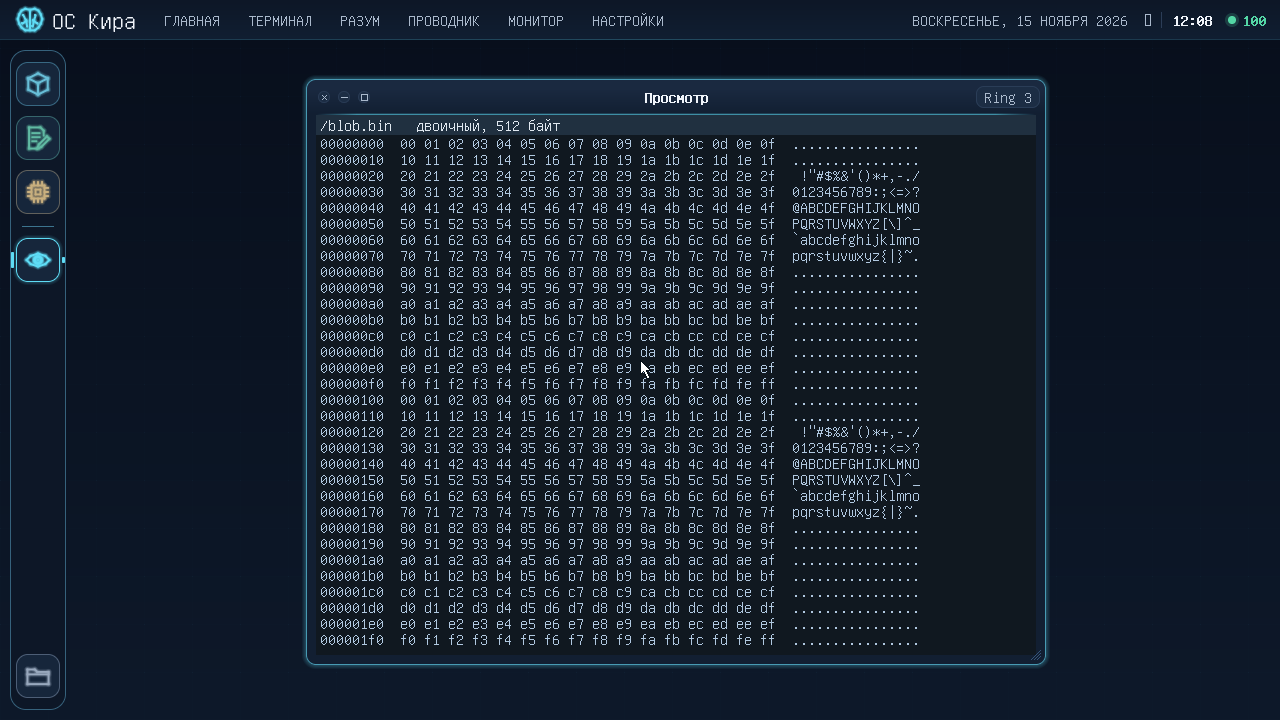 ОС Кира ГЛАВНАЯ ТЕРМИНАЛ РАЗУМ ПРОВОДНИК МОНИТОР НАСТРОЙКИ ВОСКРЕСЕНЬЕ, 15 НОЯБРЯ 2026 12:08 100
Просмотр Ring 3
/blob.bin двоичный, 512 байт
00000000 00 01 02 03 04 05 06 07 08 09 0a 0b 0c 0d 0e 0f ................
00000010 10 11 12 13 14 15 16 17 18 19 1a 1b 1c 1d 1e 1f ................
00000020 20 21 22 23 24 25 26 27 28 29 2a 2b 2c 2d 2e 2f  !"#$%&'()*+,-./
00000030 30 31 32 33 34 35 36 37 38 39 3a 3b 3c 3d 3e 3f 0123456789:;<=>?
00000040 40 41 42 43 44 45 46 47 48 49 4a 4b 4c 4d 4e 4f @ABCDEFGHIJKLMNO
00000050 50 51 52 53 54 55 56 57 58 59 5a 5b 5c 5d 5e 5f PQRSTUVWXYZ[\]^_
00000060 60 61 62 63 64 65 66 67 68 69 6a 6b 6c 6d 6e 6f `abcdefghijklmno
00000070 70 71 72 73 74 75 76 77 78 79 7a 7b 7c 7d 7e 7f pqrstuvwxyz{|}~.
00000080 80 81 82 83 84 85 86 87 88 89 8a 8b 8c 8d 8e 8f ................
00000090 90 91 92 93 94 95 96 97 98 99 9a 9b 9c 9d 9e 9f ................
000000a0 a0 a1 a2 a3 a4 a5 a6 a7 a8 a9 aa ab ac ad ae af ................
000000b0 b0 b1 b2 b3 b4 b5 b6 b7 b8 b9 ba bb bc bd be bf ................
000000c0 c0 c1 c2 c3 c4 c5 c6 c7 c8 c9 ca cb cc cd ce cf ................
000000d0 d0 d1 d2 d3 d4 d5 d6 d7 d8 d9 da db dc dd de df ................
000000e0 e0 e1 e2 e3 e4 e5 e6 e7 e8 e9 ea eb ec ed ee ef ................
000000f0 f0 f1 f2 f3 f4 f5 f6 f7 f8 f9 fa fb fc fd fe ff ................
00000100 00 01 02 03 04 05 06 07 08 09 0a 0b 0c 0d 0e 0f ................
00000110 10 11 12 13 14 15 16 17 18 19 1a 1b 1c 1d 1e 1f ................
00000120 20 21 22 23 24 25 26 27 28 29 2a 2b 2c 2d 2e 2f  !"#$%&'()*+,-./
00000130 30 31 32 33 34 35 36 37 38 39 3a 3b 3c 3d 3e 3f 0123456789:;<=>?
00000140 40 41 42 43 44 45 46 47 48 49 4a 4b 4c 4d 4e 4f @ABCDEFGHIJKLMNO
00000150 50 51 52 53 54 55 56 57 58 59 5a 5b 5c 5d 5e 5f PQRSTUVWXYZ[\]^_
00000160 60 61 62 63 64 65 66 67 68 69 6a 6b 6c 6d 6e 6f `abcdefghijklmno
00000170 70 71 72 73 74 75 76 77 78 79 7a 7b 7c 7d 7e 7f pqrstuvwxyz{|}~.
00000180 80 81 82 83 84 85 86 87 88 89 8a 8b 8c 8d 8e 8f ................
00000190 90 91 92 93 94 95 96 97 98 99 9a 9b 9c 9d 9e 9f ................
000001a0 a0 a1 a2 a3 a4 a5 a6 a7 a8 a9 aa ab ac ad ae af ................
000001b0 b0 b1 b2 b3 b4 b5 b6 b7 b8 b9 ba bb bc bd be bf ................
000001c0 c0 c1 c2 c3 c4 c5 c6 c7 c8 c9 ca cb cc cd ce cf ................
000001d0 d0 d1 d2 d3 d4 d5 d6 d7 d8 d9 da db dc dd de df ................
000001e0 e0 e1 e2 e3 e4 e5 e6 e7 e8 e9 ea eb ec ed ee ef ................
000001f0 f0 f1 f2 f3 f4 f5 f6 f7 f8 f9 fa fb fc fd fe ff ................